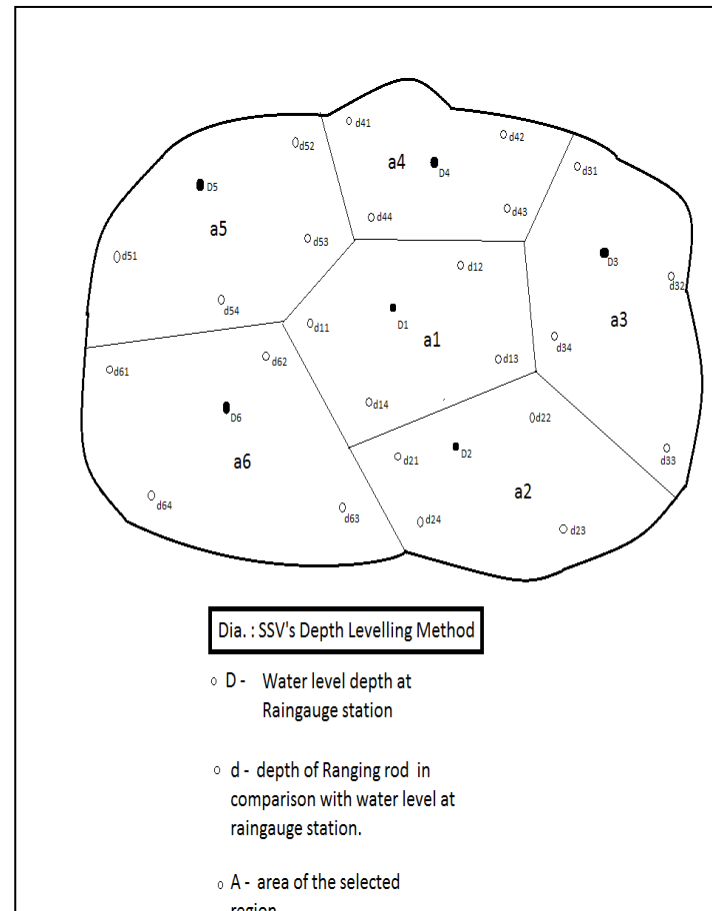 d41
d42
d52
a4
D4
d31
D5
d44
d43
a5
d53
d12
D3
d51
d32
d54
a3
D1
d11
a1
d34
d62
d13
d61
d14
D6
d22
D2
d21
d33
a6
a2
d64
d63
d24
d23
Dia. : SSV's Depth Levelling Method
D - Water level depth at
Raingauge station
d - depth of Ranging rod in
comparison with water level at
raingauge station.
A - area of the selected
region